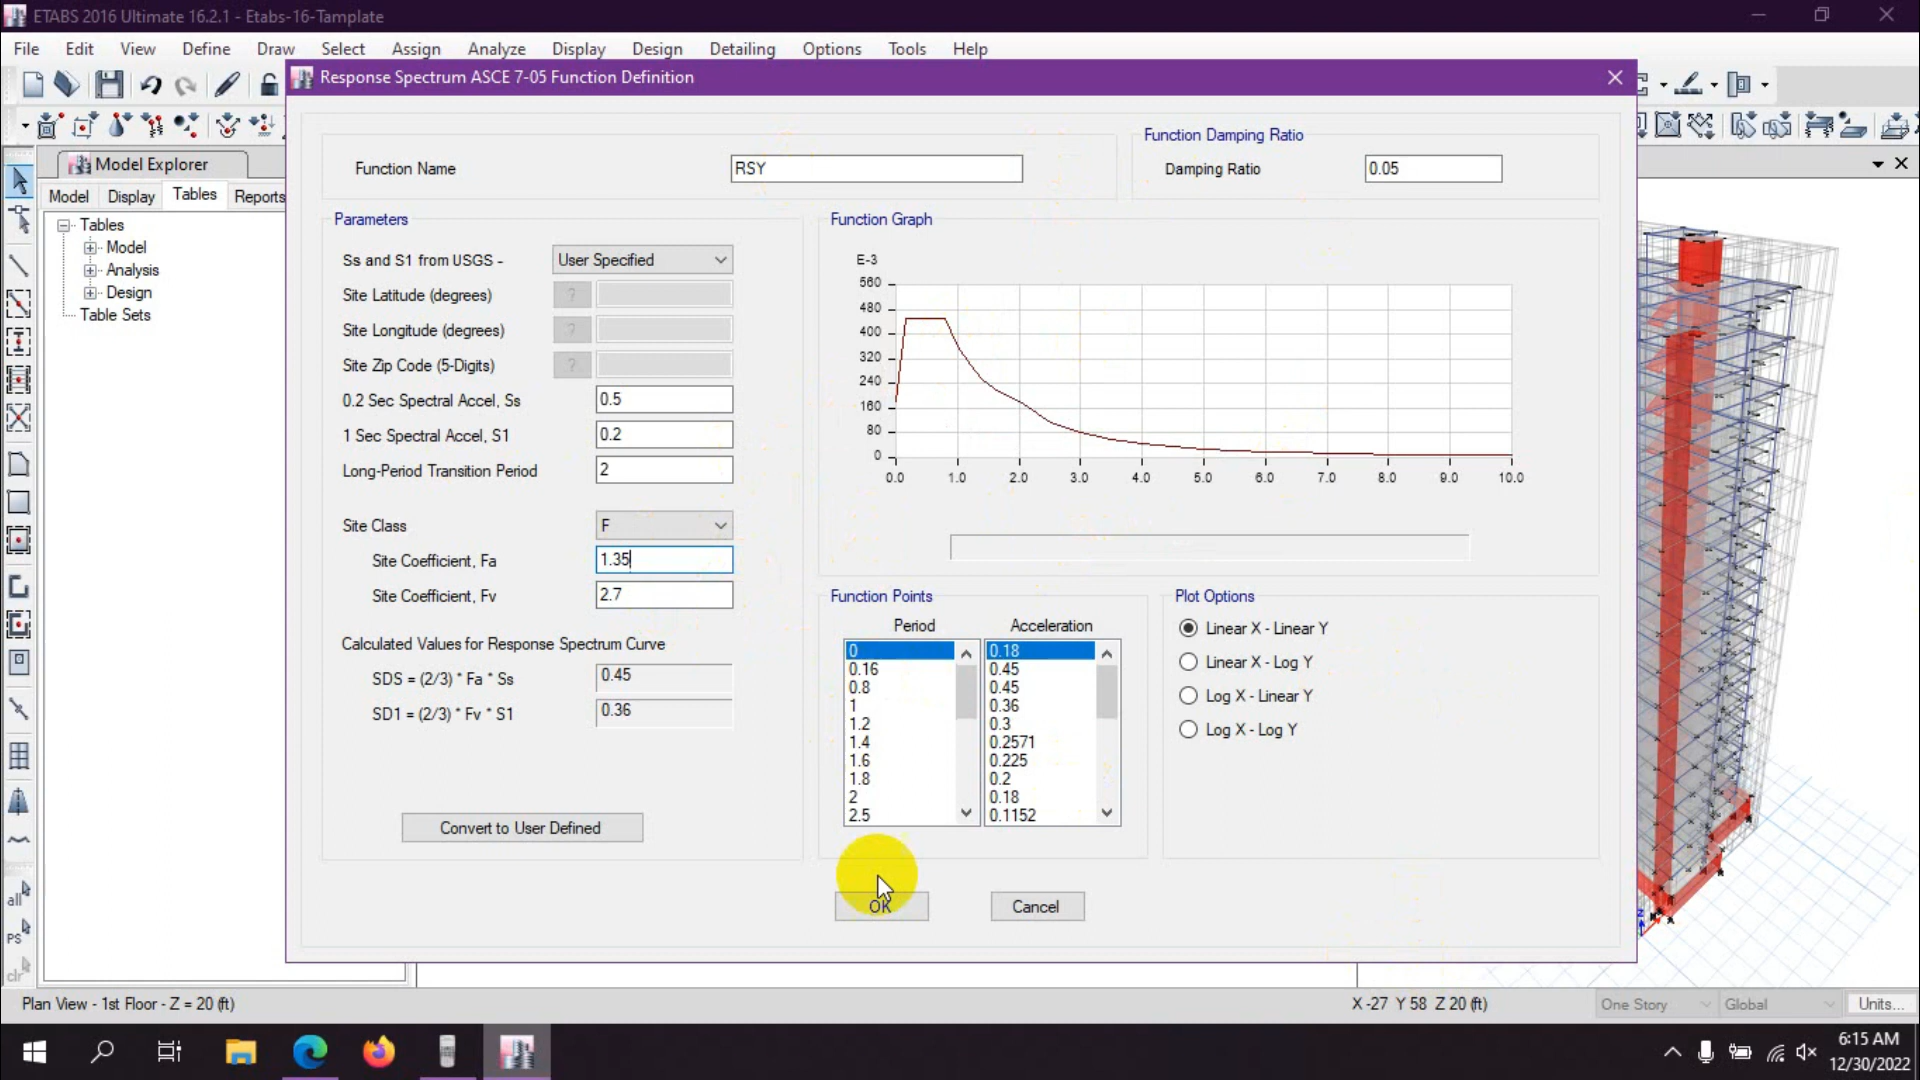 ETABS 2016 Ultimate 16.2.1 - Etabs-16-Tamplate
File Edit View Define Draw Select Assign Analyze Display Design Detailing Options Tools Help
Response Spectrum ASCE 7-05 Function Definition
Model Explorer
Model Display Tables Reports
Tables
Model
Analysis
Design
Table Sets
Function Name RSY
Function Damping Ratio
Damping Ratio 0.05
Parameters
Ss and S1 from USGS - User Specified
Site Latitude (degrees) ?
Site Longitude (degrees) ?
Site Zip Code (5-Digits) ?
0.2 Sec Spectral Accel, Ss 0.5
1 Sec Spectral Accel, S1 0.2
Long-Period Transition Period 2
Site Class F
Site Coefficient, Fa 1.35
Site Coefficient, Fv 2.7
Calculated Values for Response Spectrum Curve
SDS = (2/3) * Fa * Ss 0.45
SD1 = (2/3) * Fv * S1 0.36
Convert to User Defined
Function Graph
E-3
560
480
400
320
240
160
80
0
0.0 1.0 2.0 3.0 4.0 5.0 6.0 7.0 8.0 9.0 10.0
Function Points
Period Acceleration
0 0.18
0.16 0.45
0.8 0.45
1 0.36
1.2 0.3
1.4 0.2571
1.6 0.225
1.8 0.2
2 0.18
2.5 0.1152
Plot Options
Linear X - Linear Y
Linear X - Log Y
Log X - Linear Y
Log X - Log Y
OK Cancel
all
PS
clr
Z
Plan View - 1st Floor - Z = 20 (ft)
X -27 Y 58 Z 20 (ft)
One Story Global Units...
6:15 AM
12/30/2022